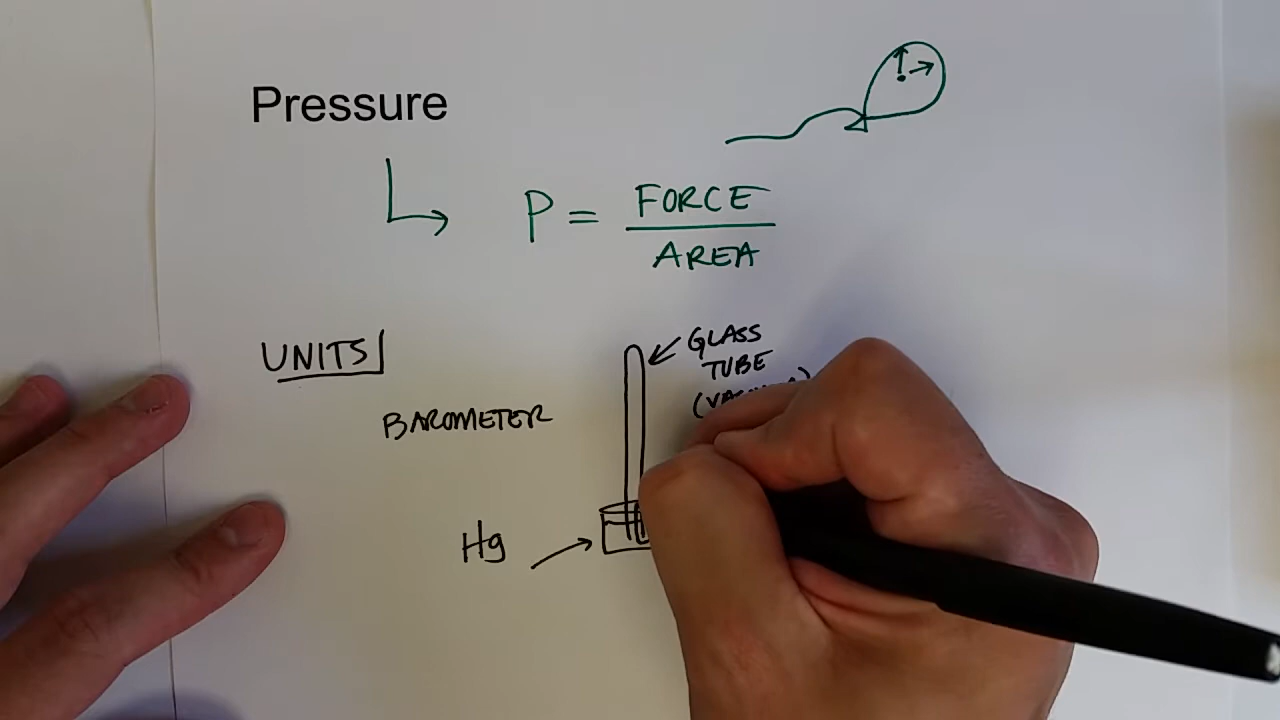 Pressure
P = FORCE
AREA
UNITS
GLASS
TUBE
BAROMETER
Hg